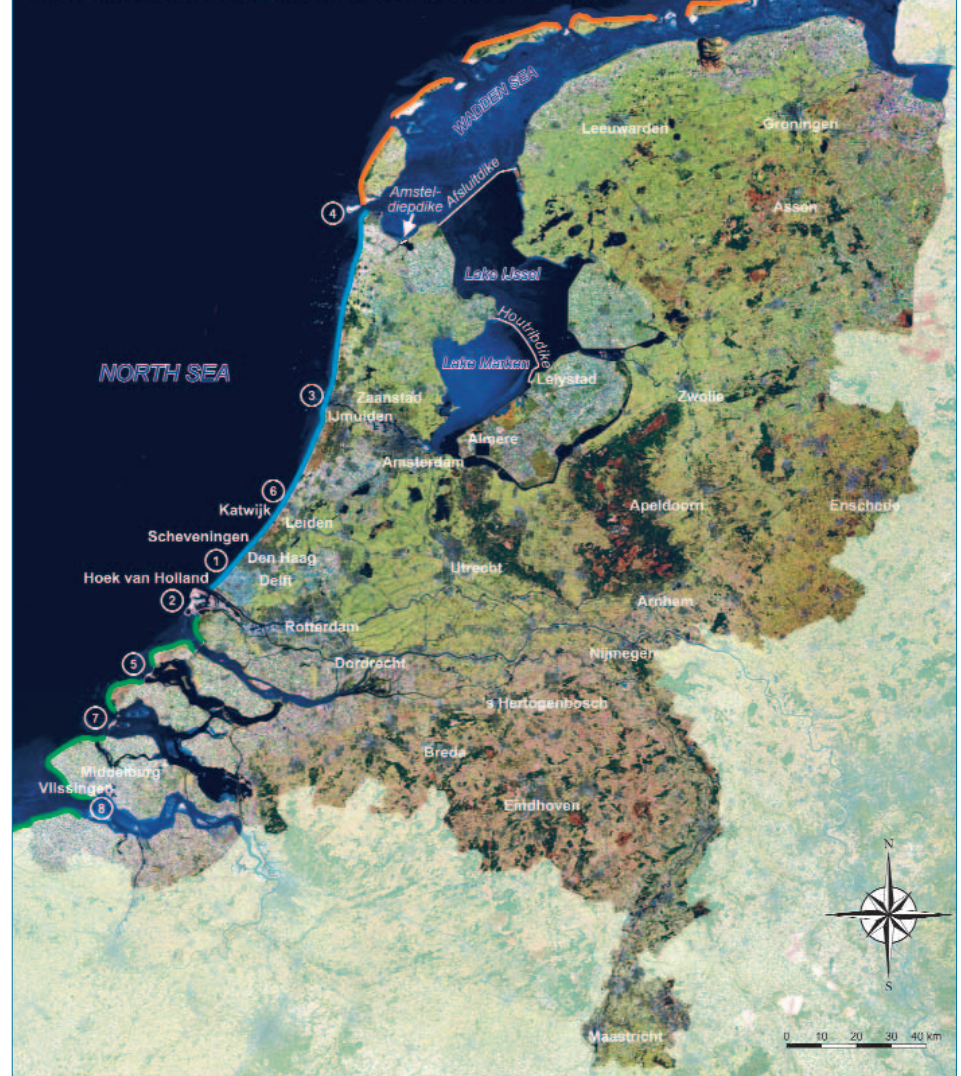 WADDEN SEA
Leeuwarden
Groningen
Amstel-
diepdike
Afsluitdike
4
Assen
Lake IJssel
Houtribdike
NORTH SEA
Lake Marken
Lelystad
3
Zaanstad
IJmuiden
Zwolle
Almere
Amsterdam
6
Katwijk
Leiden
Apeldoorn
Enschede
Scheveningen
1
Den Haag
Utrecht
Hoek van Holland
Delft
2
Arnhem
Rotterdam
Nijmegen
5
Dordrecht
's Hertogenbosch
7
Breda
Middelburg
Vlissingen
8
Eindhoven
N
S
Maastricht
0 10 20 30 40 km